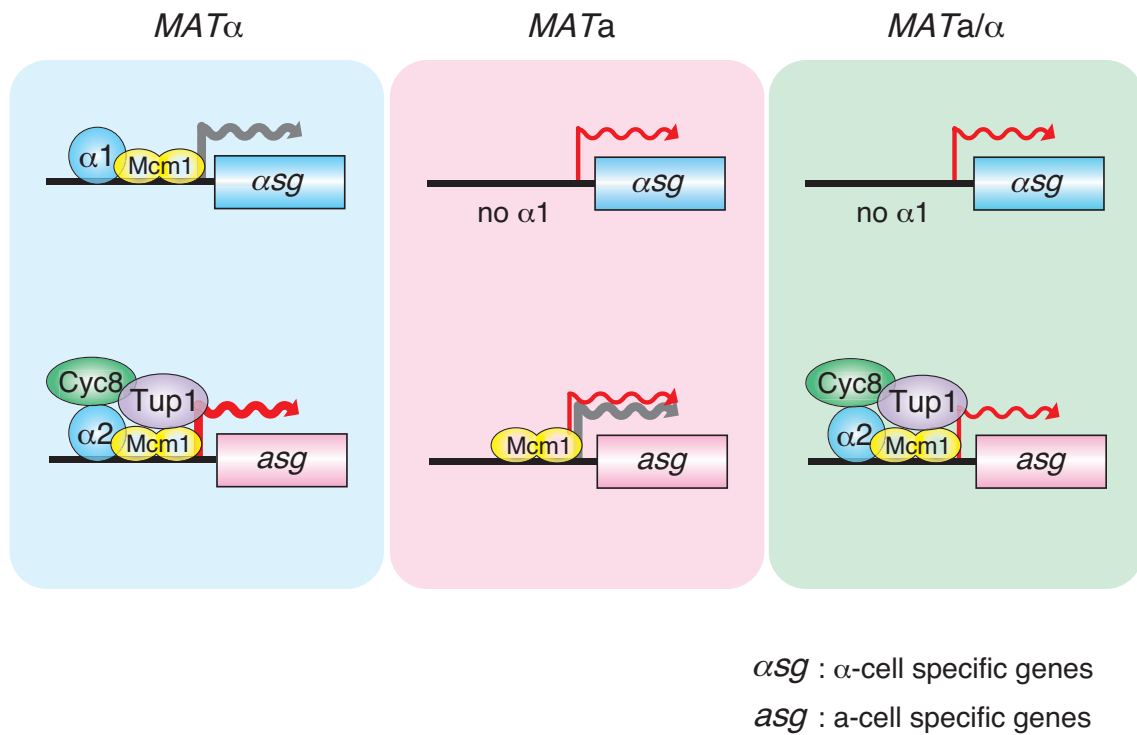 MATα
MATa
MATa/α
α1
Mcm1
αsg
no α1
αsg
no α1
αsg
Cyc8
Tup1
α2
Mcm1
asg
Mcm1
asg
Cyc8
Tup1
α2
Mcm1
asg
αsg : α-cell specific genes
asg : a-cell specific genes